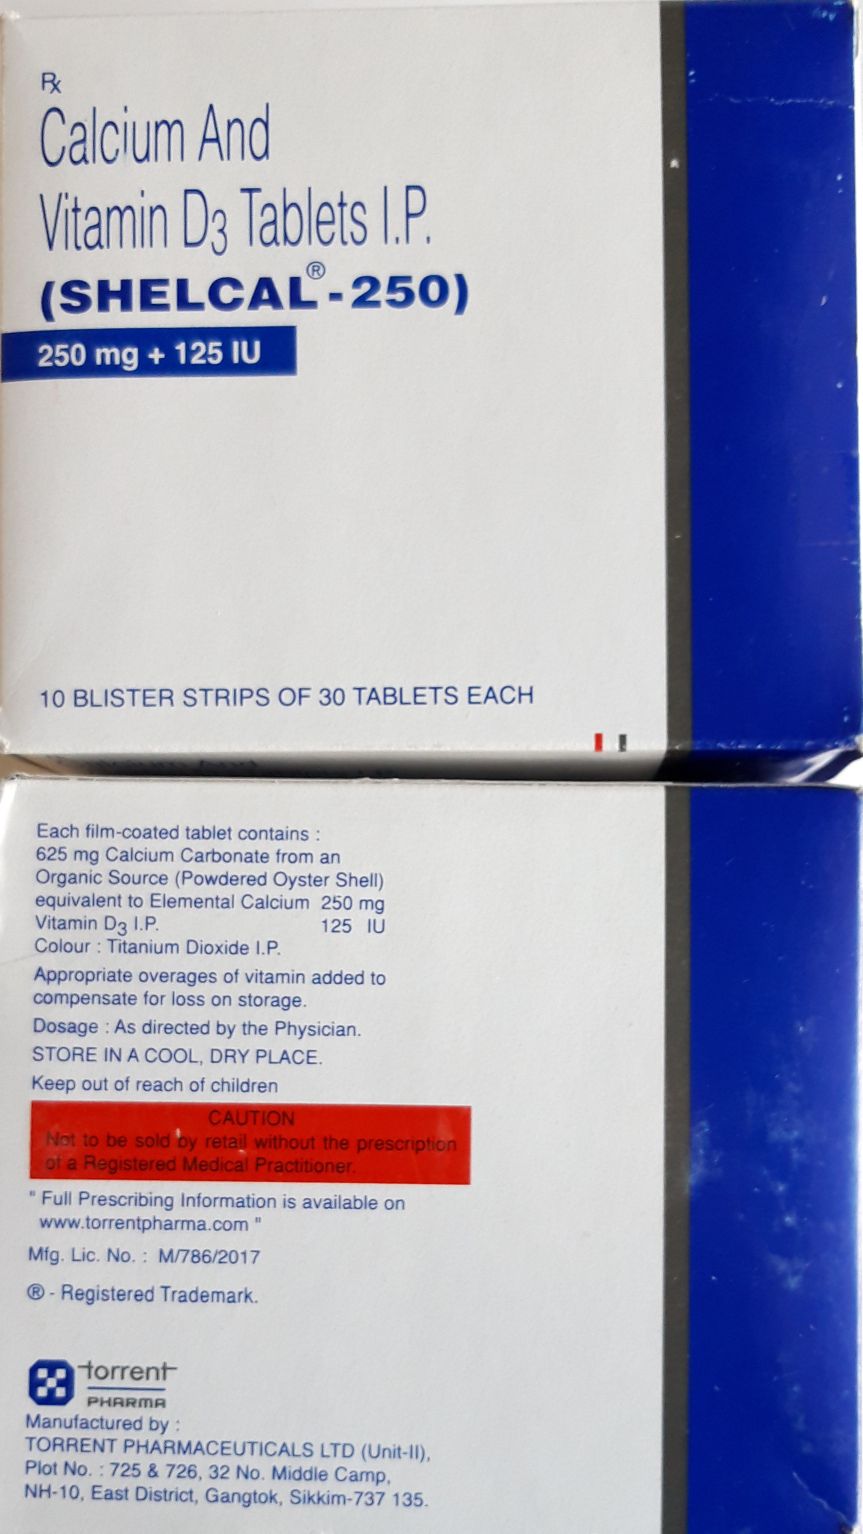 Rx
Calcium And
Vitamin D3 Tablets I.P.
(SHELCAL®-250)
250 mg + 125 IU
10 BLISTER STRIPS OF 30 TABLETS EACH
Each film-coated tablet contains :
625 mg Calcium Carbonate from an
Organic Source (Powdered Oyster Shell)
equivalent to Elemental Calcium 250 mg
Vitamin D3 I.P. 125 IU
Colour : Titanium Dioxide I.P.
Appropriate overages of vitamin added to
compensate for loss on storage.
Dosage : As directed by the Physician.
STORE IN A COOL, DRY PLACE.
Keep out of reach of children
CAUTION
Not to be sold by retail without the prescription
of a Registered Medical Practitioner.
" Full Prescribing Information is available on
www.torrentpharma.com "
Mfg. Lic. No. : M/786/2017
® - Registered Trademark.
torrent
PHARMA
Manufactured by :
TORRENT PHARMACEUTICALS LTD (Unit-II),
Plot No. : 725 & 726, 32 No. Middle Camp,
NH-10, East District, Gangtok, Sikkim-737 135.